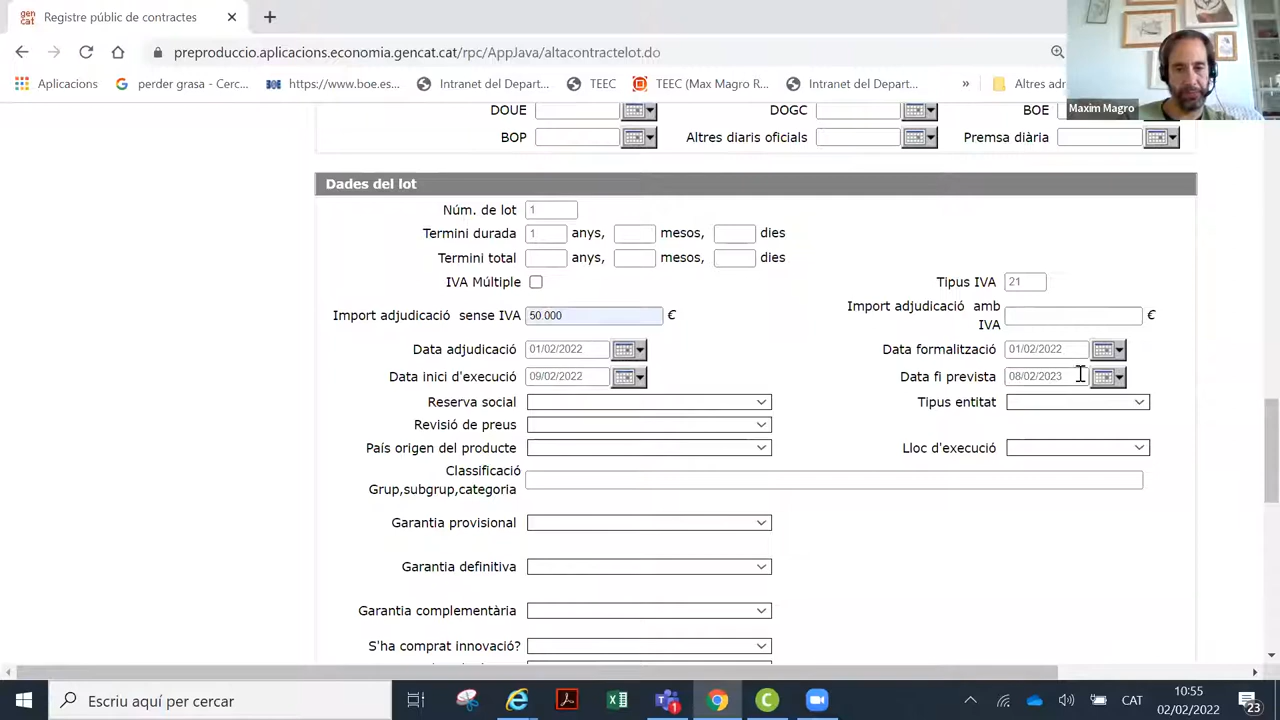 gen
cat
Registre públic de contractes
preproduccio.aplicacions.economia.gencat.cat/rpc/AppJava/altacontractelot.do
Aplicacions
perder grasa - Cerc...
https://www.boe.es...
Intranet del Depart...
TEEC
TEEC (Max Magro R...
Intranet del Depart...
»
Altres adr
Maxim Magro
DOUE
DOGC
BOE
BOP
Altres diaris oficials
Premsa diària
Dades del lot
Núm. de lot 1
Termini durada 1 anys, mesos, dies
Termini total anys, mesos, dies
IVA Múltiple
Tipus IVA 21
Import adjudicació sense IVA 50.000 €
Import adjudicació amb
IVA €
Data adjudicació 01/02/2022
Data formalització 01/02/2022
Data inici d'execució 09/02/2022
Data fi prevista 08/02/2023
Reserva social
Tipus entitat
Revisió de preus
País origen del producte
Lloc d'execució
Classificació
Grup,subgrup,categoria
Garantia provisional
Garantia definitiva
Garantia complementària
S'ha comprat innovació?
Escriu aquí per cercar
CAT
10:55
02/02/2022
23